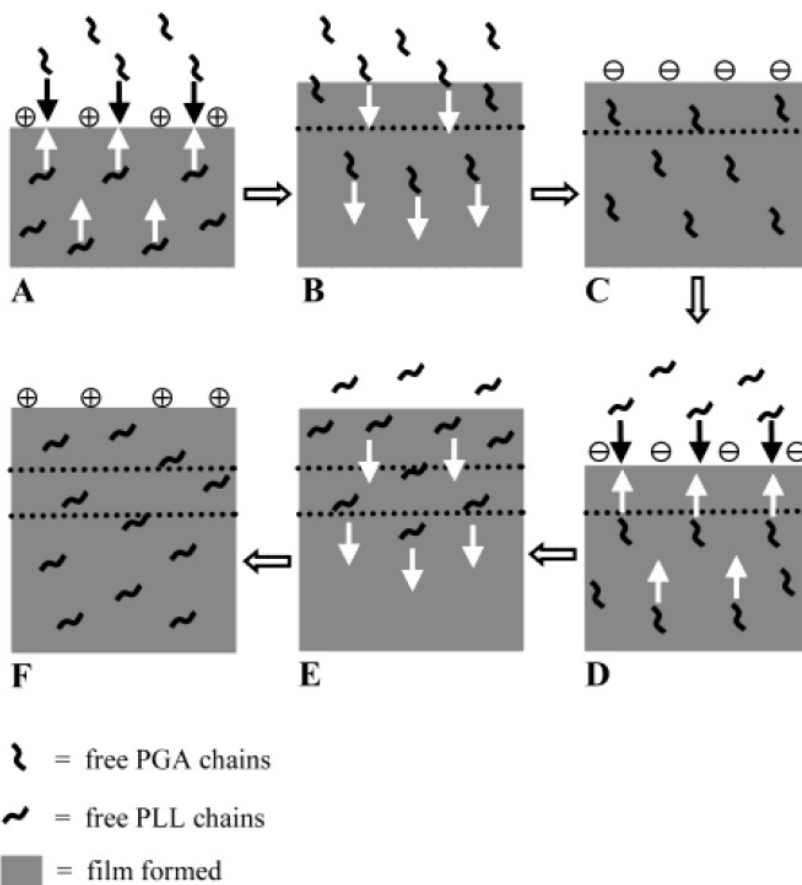 A
B
C
F
E
D
= free PGA chains
= free PLL chains
= film formed